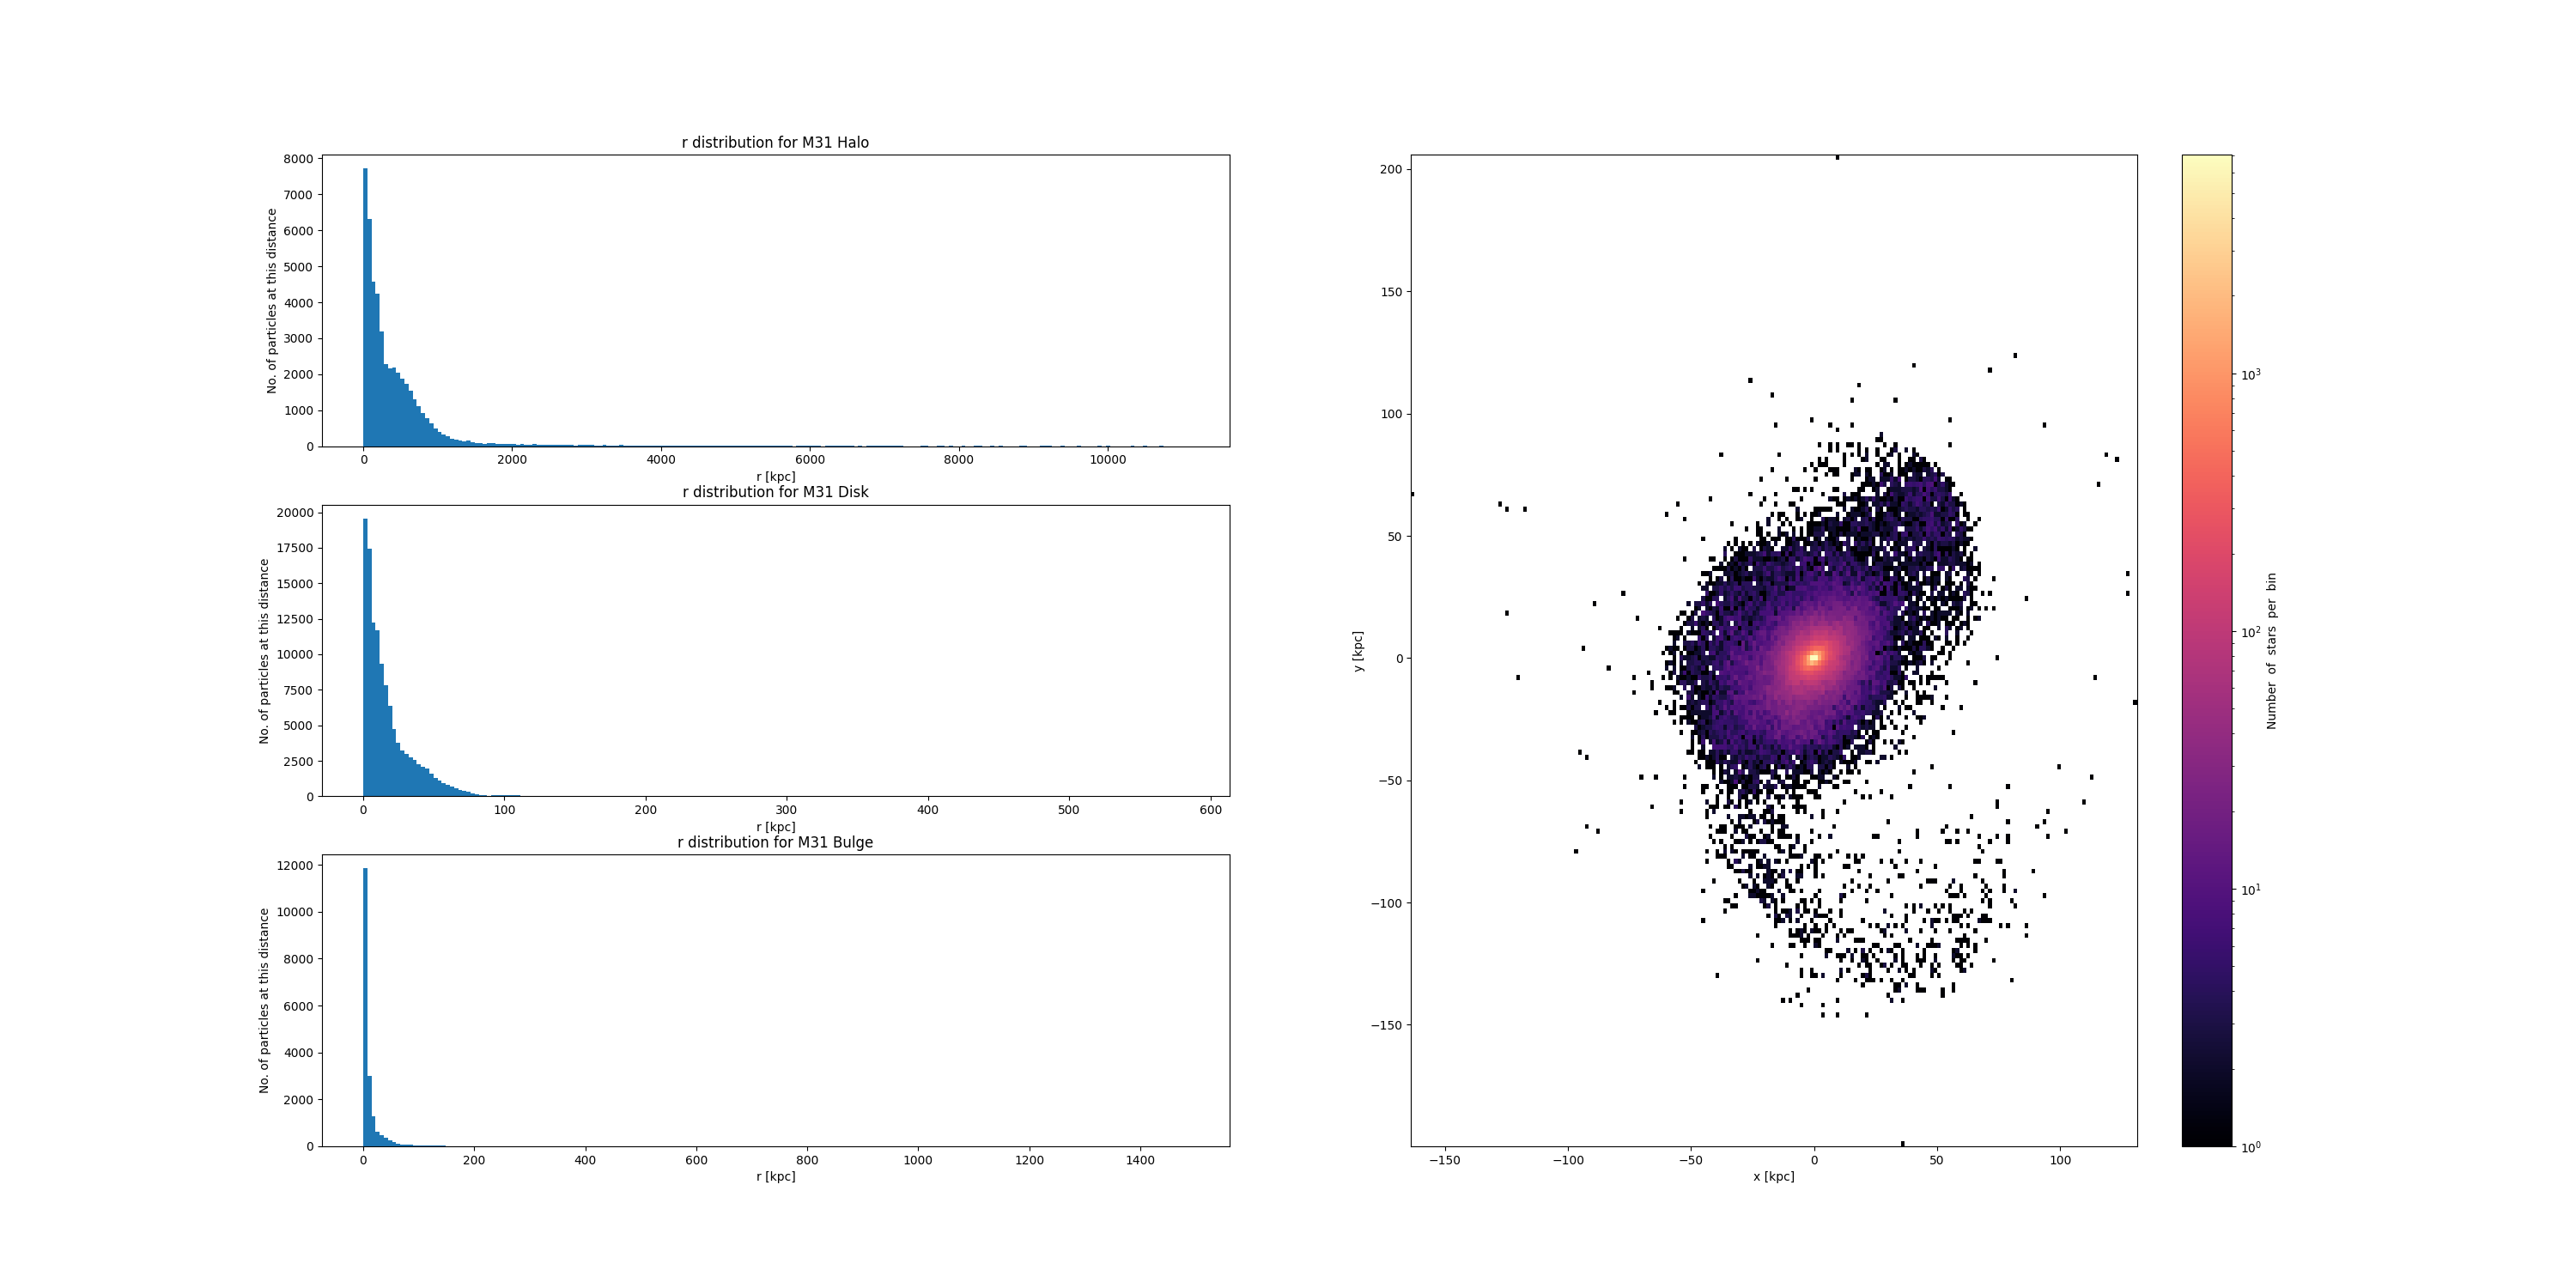 r distribution for M31 Halo
No. of particles at this distance
8000
7000
6000
5000
4000
3000
2000
1000
0
0 2000 4000 6000 8000 10000
r [kpc]
r distribution for M31 Disk
No. of particles at this distance
20000
17500
15000
12500
10000
7500
5000
2500
0
0 100 200 300 400 500 600
r [kpc]
r distribution for M31 Bulge
No. of particles at this distance
12000
10000
8000
6000
4000
2000
0
0 200 400 600 800 1000 1200 1400
r [kpc]
y [kpc]
200
150
100
50
0
−50
−100
−150
−150 −100 −50 0 50 100
x [kpc]
10³
10²
10¹
10⁰
Number of stars per bin